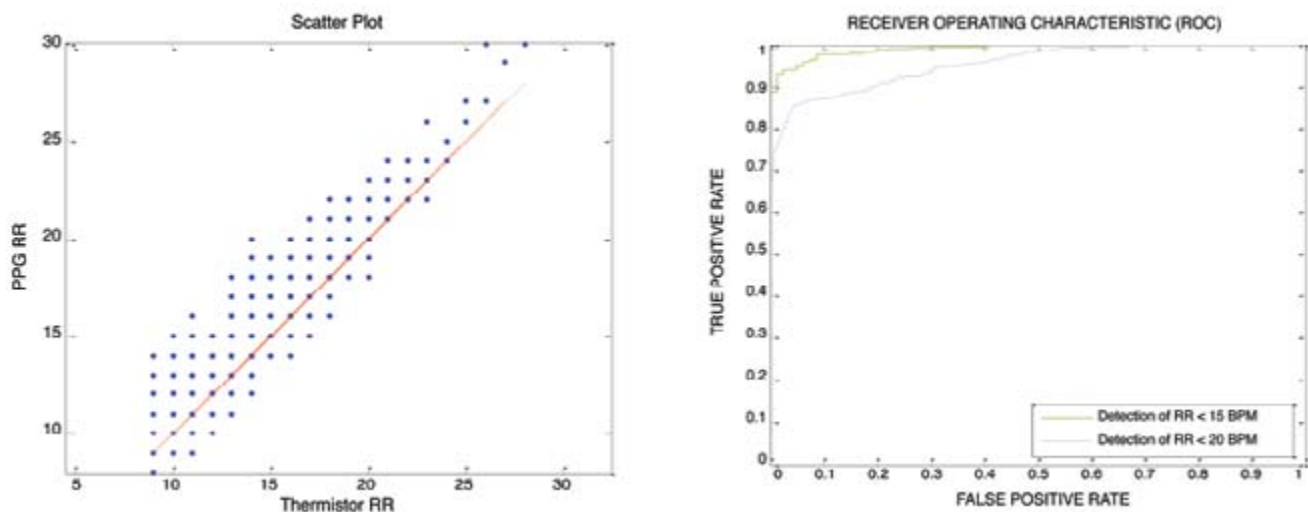 Scatter Plot
30
25
20
15
10
PPG RR
5 10 15 20 25 30
Thermistor RR
RECEIVER OPERATING CHARACTERISTIC (ROC)
1
0.9
0.8
0.7
0.6
0.5
0.4
0.3
0.2
0.1
0
TRUE POSITIVE RATE
Detection of RR < 15 BPM
Detection of RR < 20 BPM
0 0.1 0.2 0.3 0.4 0.5 0.6 0.7 0.8 0.9 1
FALSE POSITIVE RATE